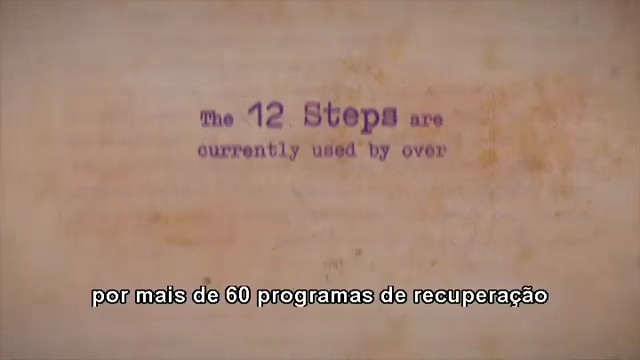 The 12 Steps are
currently used by over
por mais de 60 programas de recuperação